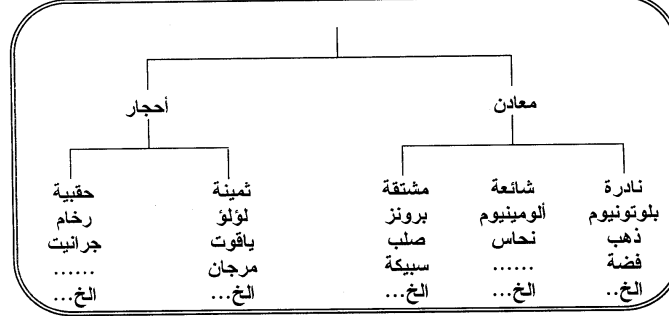 معادن أحجار
نادرة شائعة مشتقة ثمينة حقبية
بلوتونيوم ألومينيوم برونز لؤلؤ رخام
ذهب نحاس صلب ياقوت جرانيت
فضة ...... سبيكة مرجان ......
الخ.. الخ... الخ... الخ... الخ...